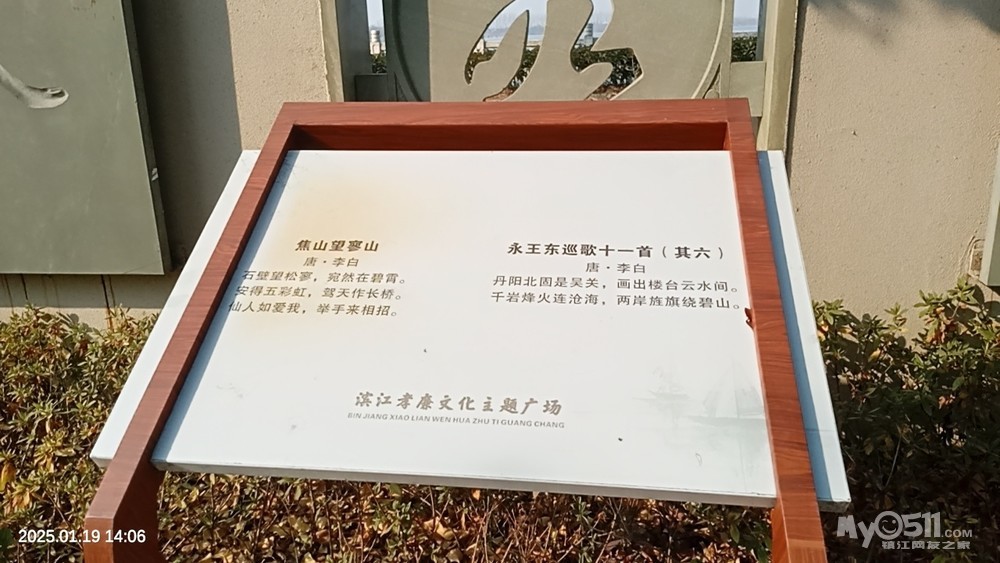 焦山望寥山
唐·李白
石壁望松寥，宛然在碧霄。
安得五彩虹，驾天作长桥。
仙人如爱我，举手来相招。
永王东巡歌十一首（其六）
唐·李白
丹阳北固是吴关，画出楼台云水间。
千岩烽火连沧海，两岸旌旗绕碧山。
滨江孝廉文化主题广场
BIN JIANG XIAO LIAN WEN HUA ZHU TI GUANG CHANG
2025.01.19 14:06
MY0511.COM
镇江网友之家